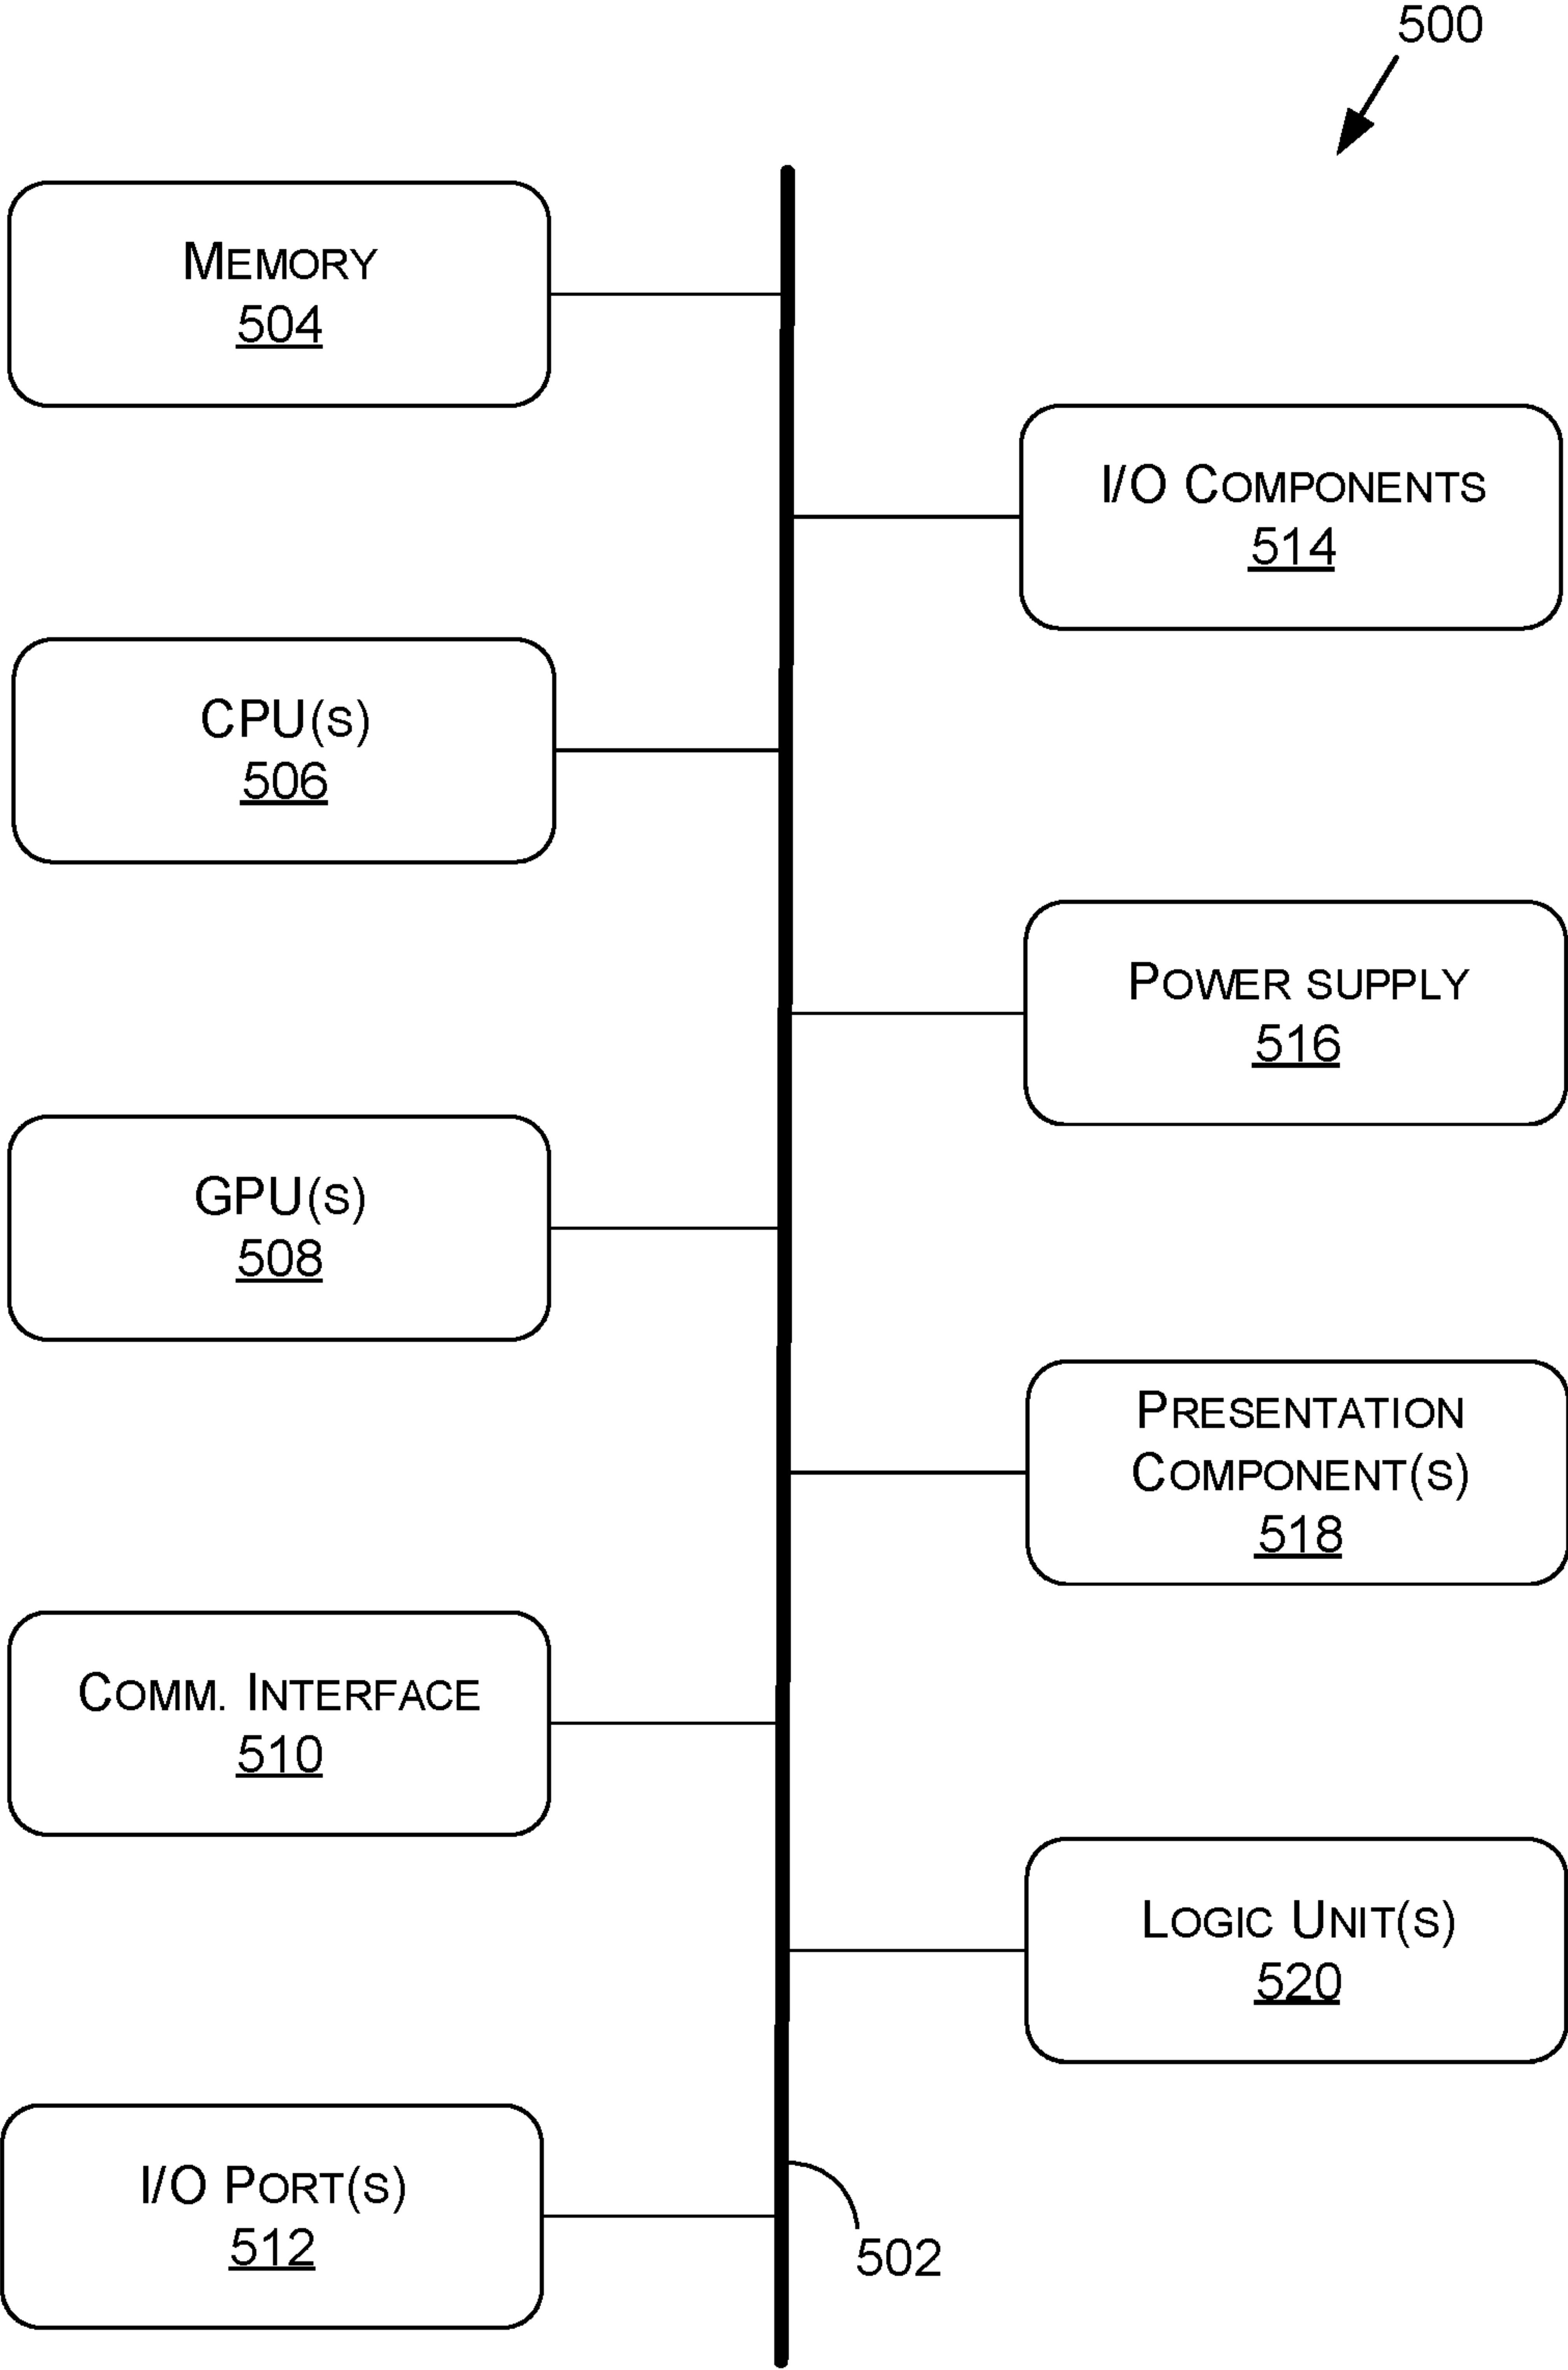 500
MEMORY
504
I/O COMPONENTS
514
CPU(S)
506
POWER SUPPLY
516
GPU(S)
508
PRESENTATION
COMPONENT(S)
518
COMM. INTERFACE
510
LOGIC UNIT(S)
520
I/O PORT(S)
512
502